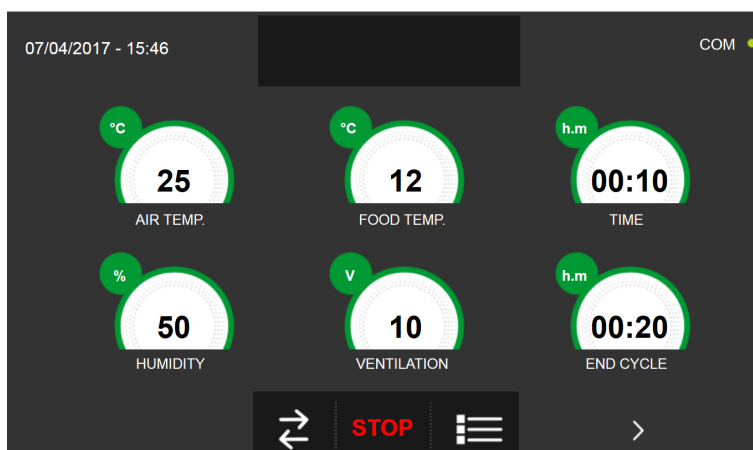 07/04/2017 - 15:46
COM
°C
25
AIR TEMP.
°C
12
FOOD TEMP.
h.m
00:10
TIME
%
50
HUMIDITY
V
10
VENTILATION
h.m
00:20
END CYCLE
STOP